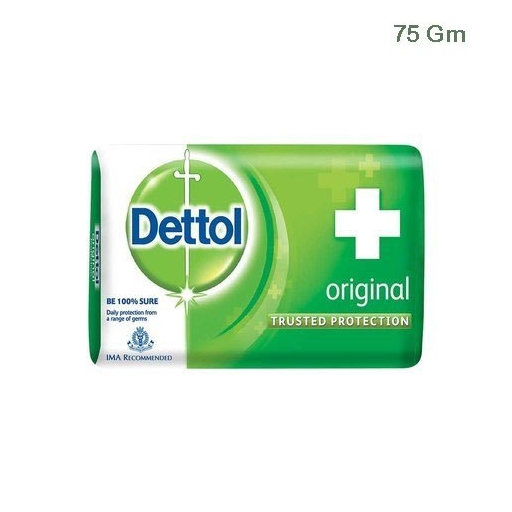 75 Gm
Dettol
original
TRUSTED PROTECTION
BE 100% SURE
Daily protection from
a range of germs
IMA RECOMMENDED